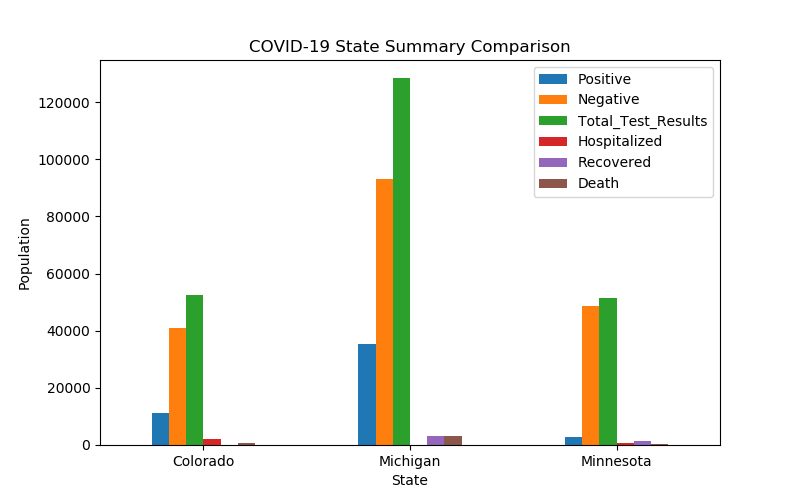 COVID-19 State Summary Comparison
Positive
Negative
Total_Test_Results
Hospitalized
Recovered
Death
120000
100000
80000
60000
40000
20000
0
Population
Colorado
Michigan
Minnesota
State